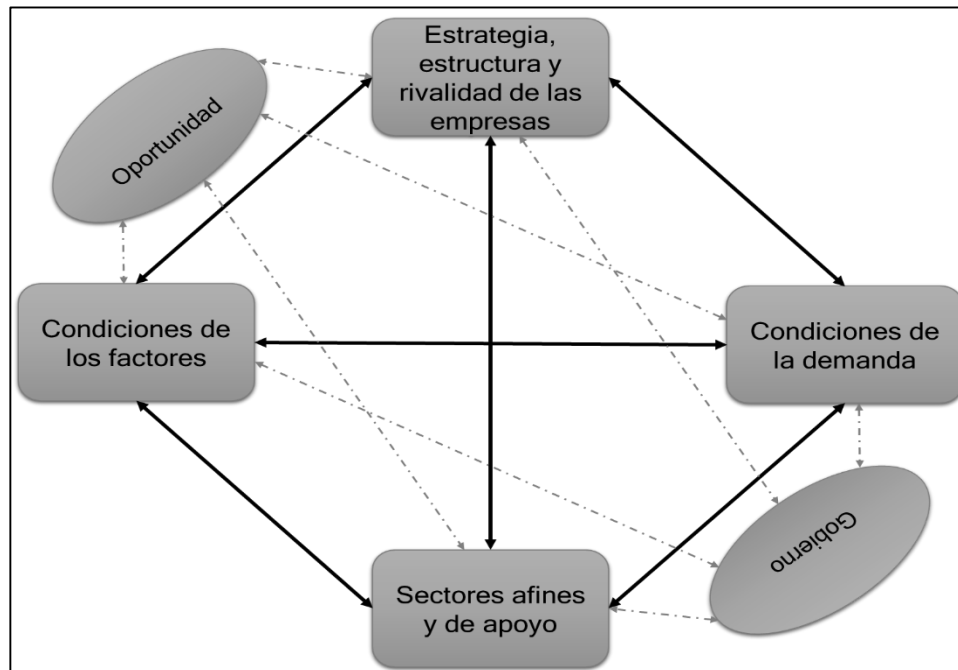 Estrategia,
estructura y
rivalidad de las
empresas
Oportunidad
Condiciones de
los factores
Condiciones de
la demanda
Gobierno
Sectores afines
y de apoyo